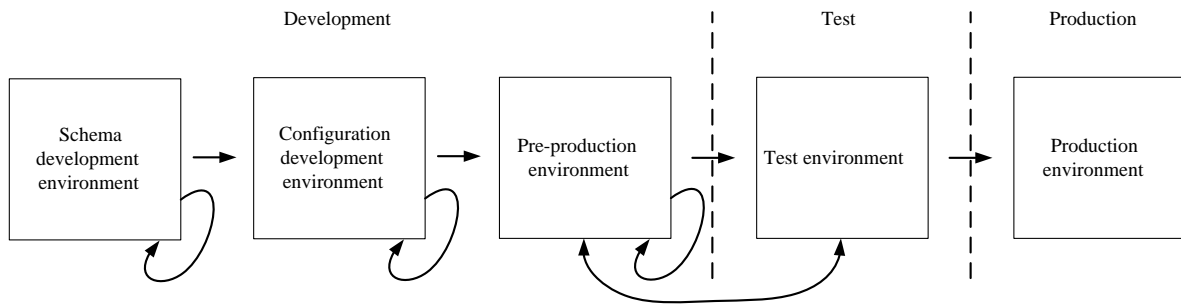 Development
Test
Production
Schema
development
environment
Configuration
development
environment
Pre-production
environment
Test environment
Production
environment